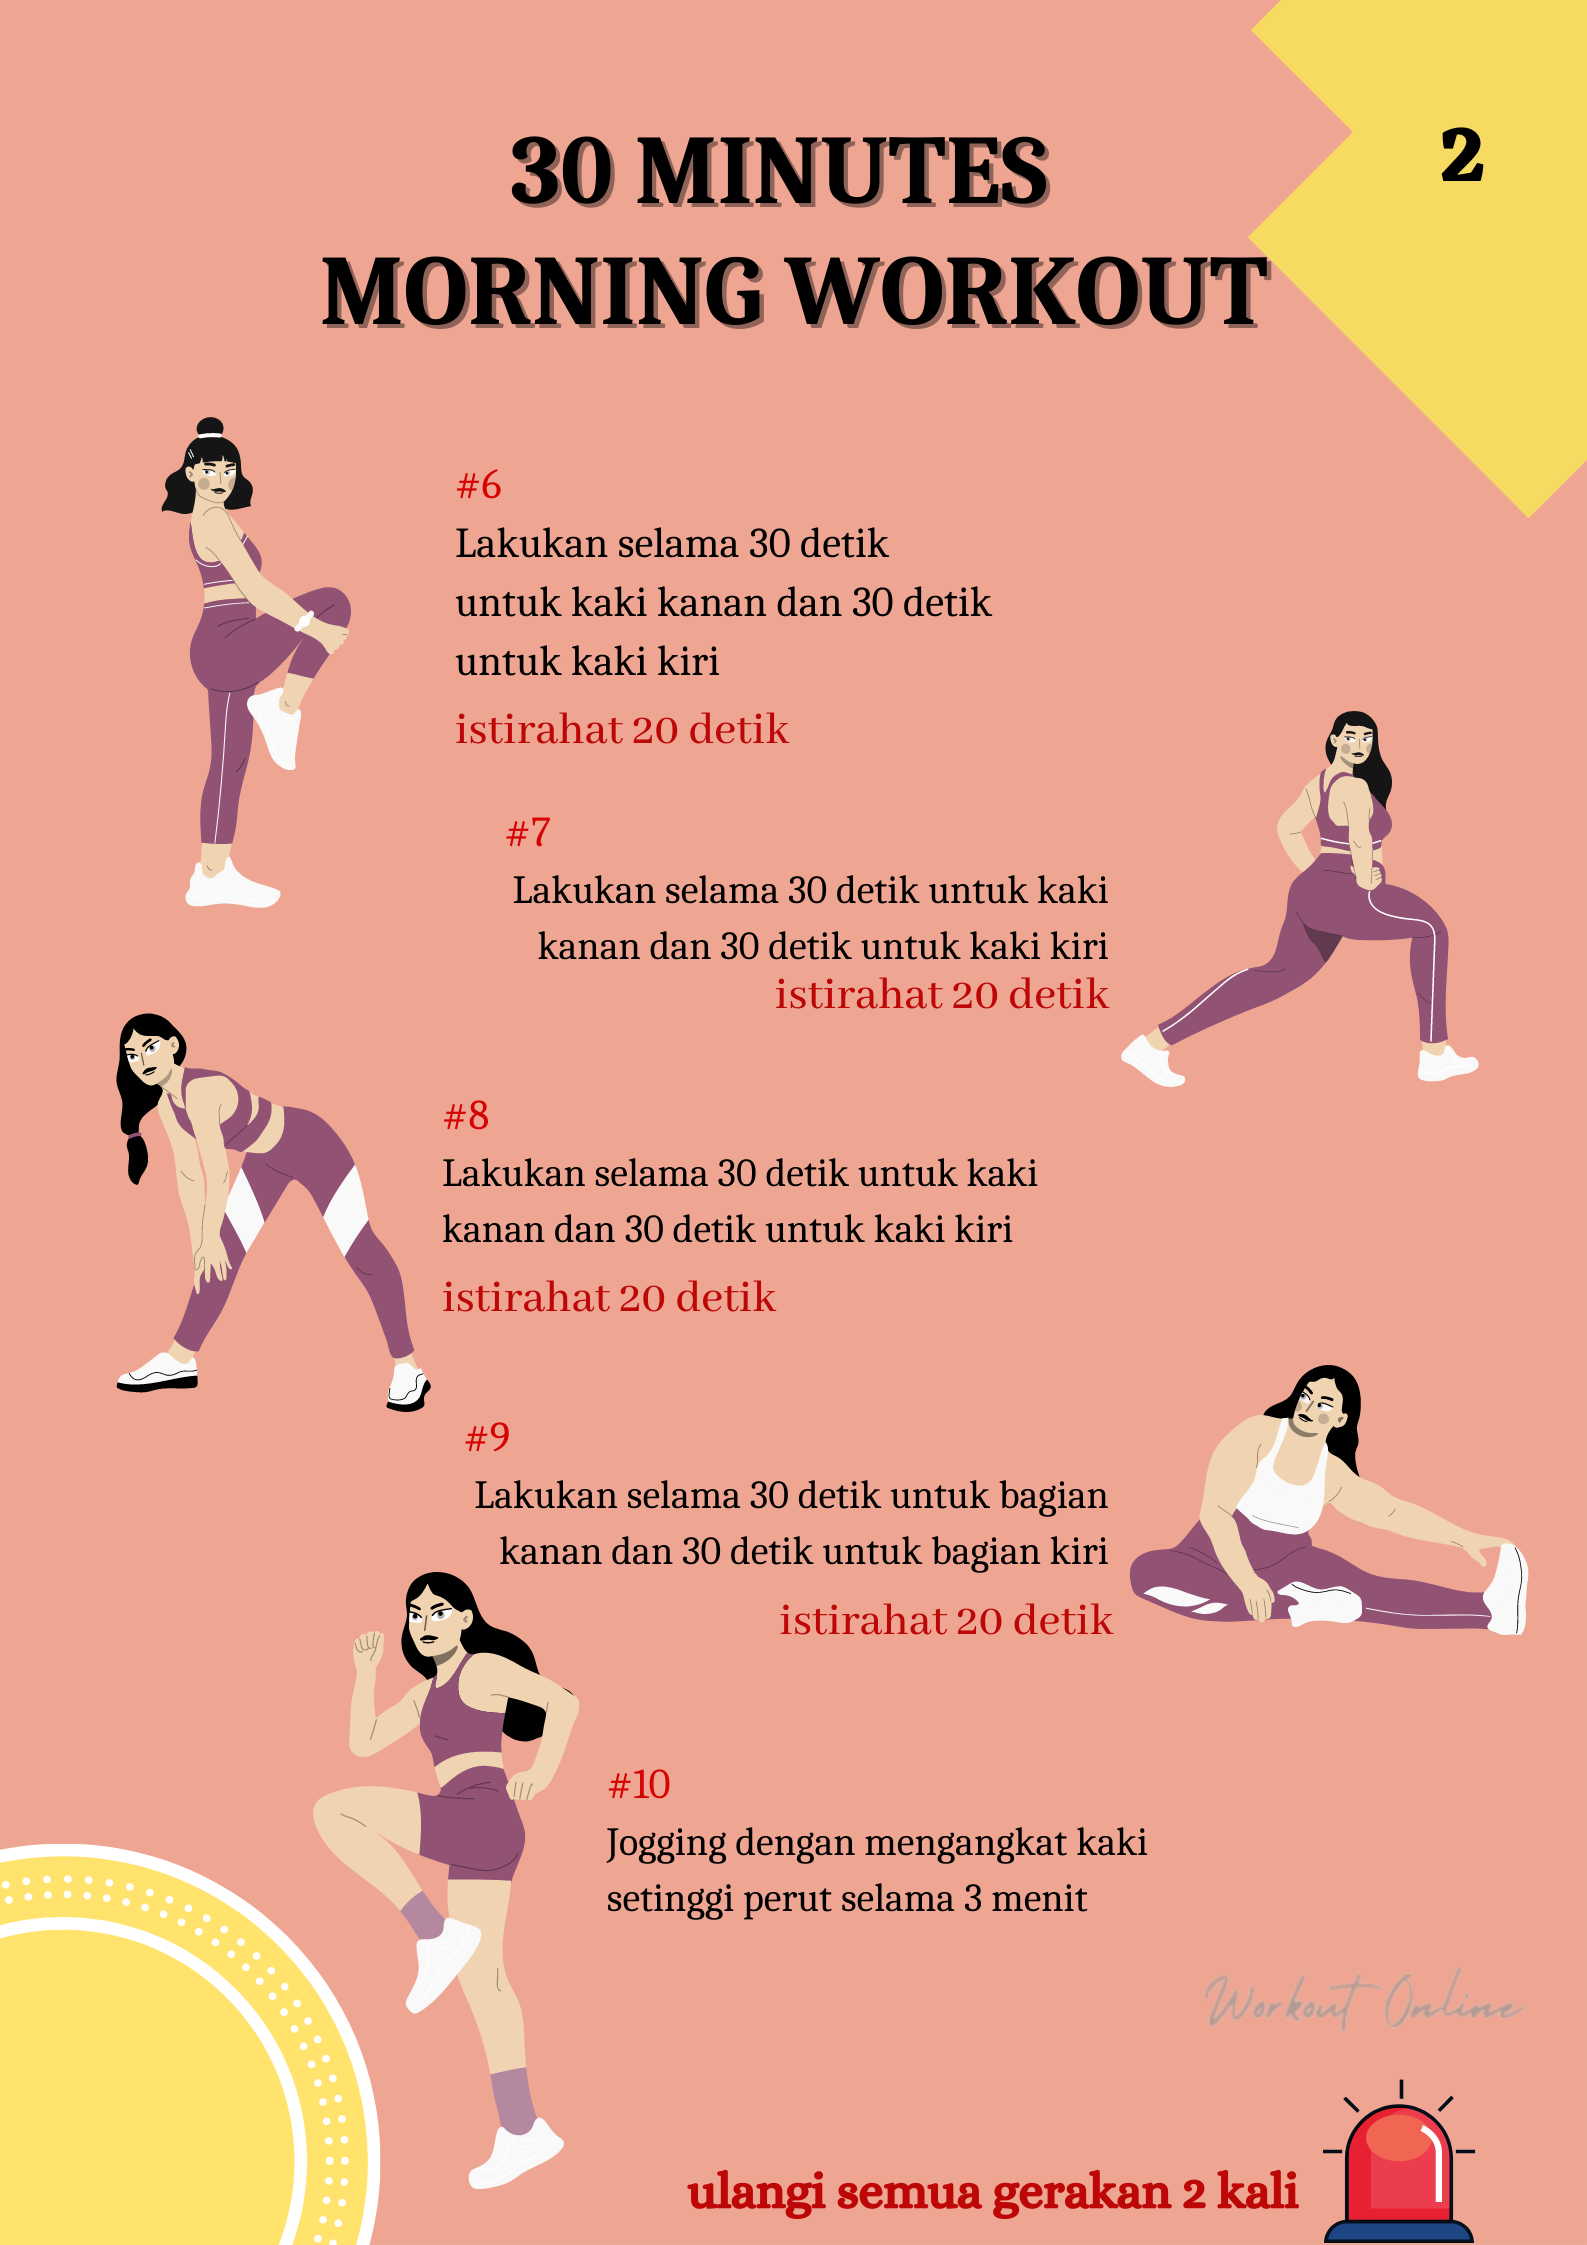 30 MINUTES
MORNING WORKOUT
2
#6
Lakukan selama 30 detik
untuk kaki kanan dan 30 detik
untuk kaki kiri
istirahat 20 detik
#7
Lakukan selama 30 detik untuk kaki
kanan dan 30 detik untuk kaki kiri
istirahat 20 detik
#8
Lakukan selama 30 detik untuk kaki
kanan dan 30 detik untuk kaki kiri
istirahat 20 detik
#9
Lakukan selama 30 detik untuk bagian
kanan dan 30 detik untuk bagian kiri
istirahat 20 detik
#10
Jogging dengan mengangkat kaki
setinggi perut selama 3 menit
Workout Online
ulangi semua gerakan 2 kali